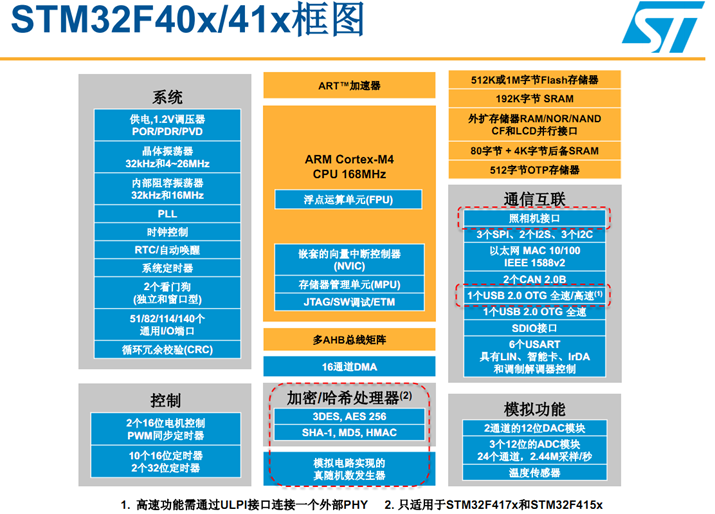 STM32F40x/41x框图
ST
系统
供电,1.2V调压器
POR/PDR/PVD
晶体振荡器
32kHz和4~26MHz
内部阻容振荡器
32kHz和16MHz
PLL
时钟控制
RTC/自动唤醒
系统定时器
2个看门狗
(独立和窗口型)
51/82/114/140个
通用I/O端口
循环冗余校验(CRC)
控制
2个16位电机控制
PWM同步定时器
10个16位定时器
2个32位定时器
ART™加速器
ARM Cortex-M4
CPU 168MHz
浮点运算单元(FPU)
嵌套的向量中断控制器
(NVIC)
存储器管理单元(MPU)
JTAG/SW调试/ETM
多AHB总线矩阵
16通道DMA
加密/哈希处理器(2)
3DES, AES 256
SHA-1, MD5, HMAC
模拟电路实现的
真随机数发生器
512K或1M字节Flash存储器
192K字节 SRAM
外扩存储器RAM/NOR/NAND
CF和LCD并行接口
80字节 + 4K字节后备SRAM
512字节OTP存储器
通信互联
照相机接口
3个SPI、2个I2S、3个I2C
以太网 MAC 10/100
IEEE 1588v2
2个CAN 2.0B
1个USB 2.0 OTG 全速/高速(1)
1个USB 2.0 OTG 全速
SDIO接口
6个USART
具有LIN、智能卡、IrDA
和调制解调器控制
模拟功能
2通道的12位DAC模块
3个12位的ADC模块
24个通道，2.44M采样/秒
温度传感器
1. 高速功能需通过ULPI接口连接一个外部PHY 2. 只适用于STM32F417x和STM32F415x